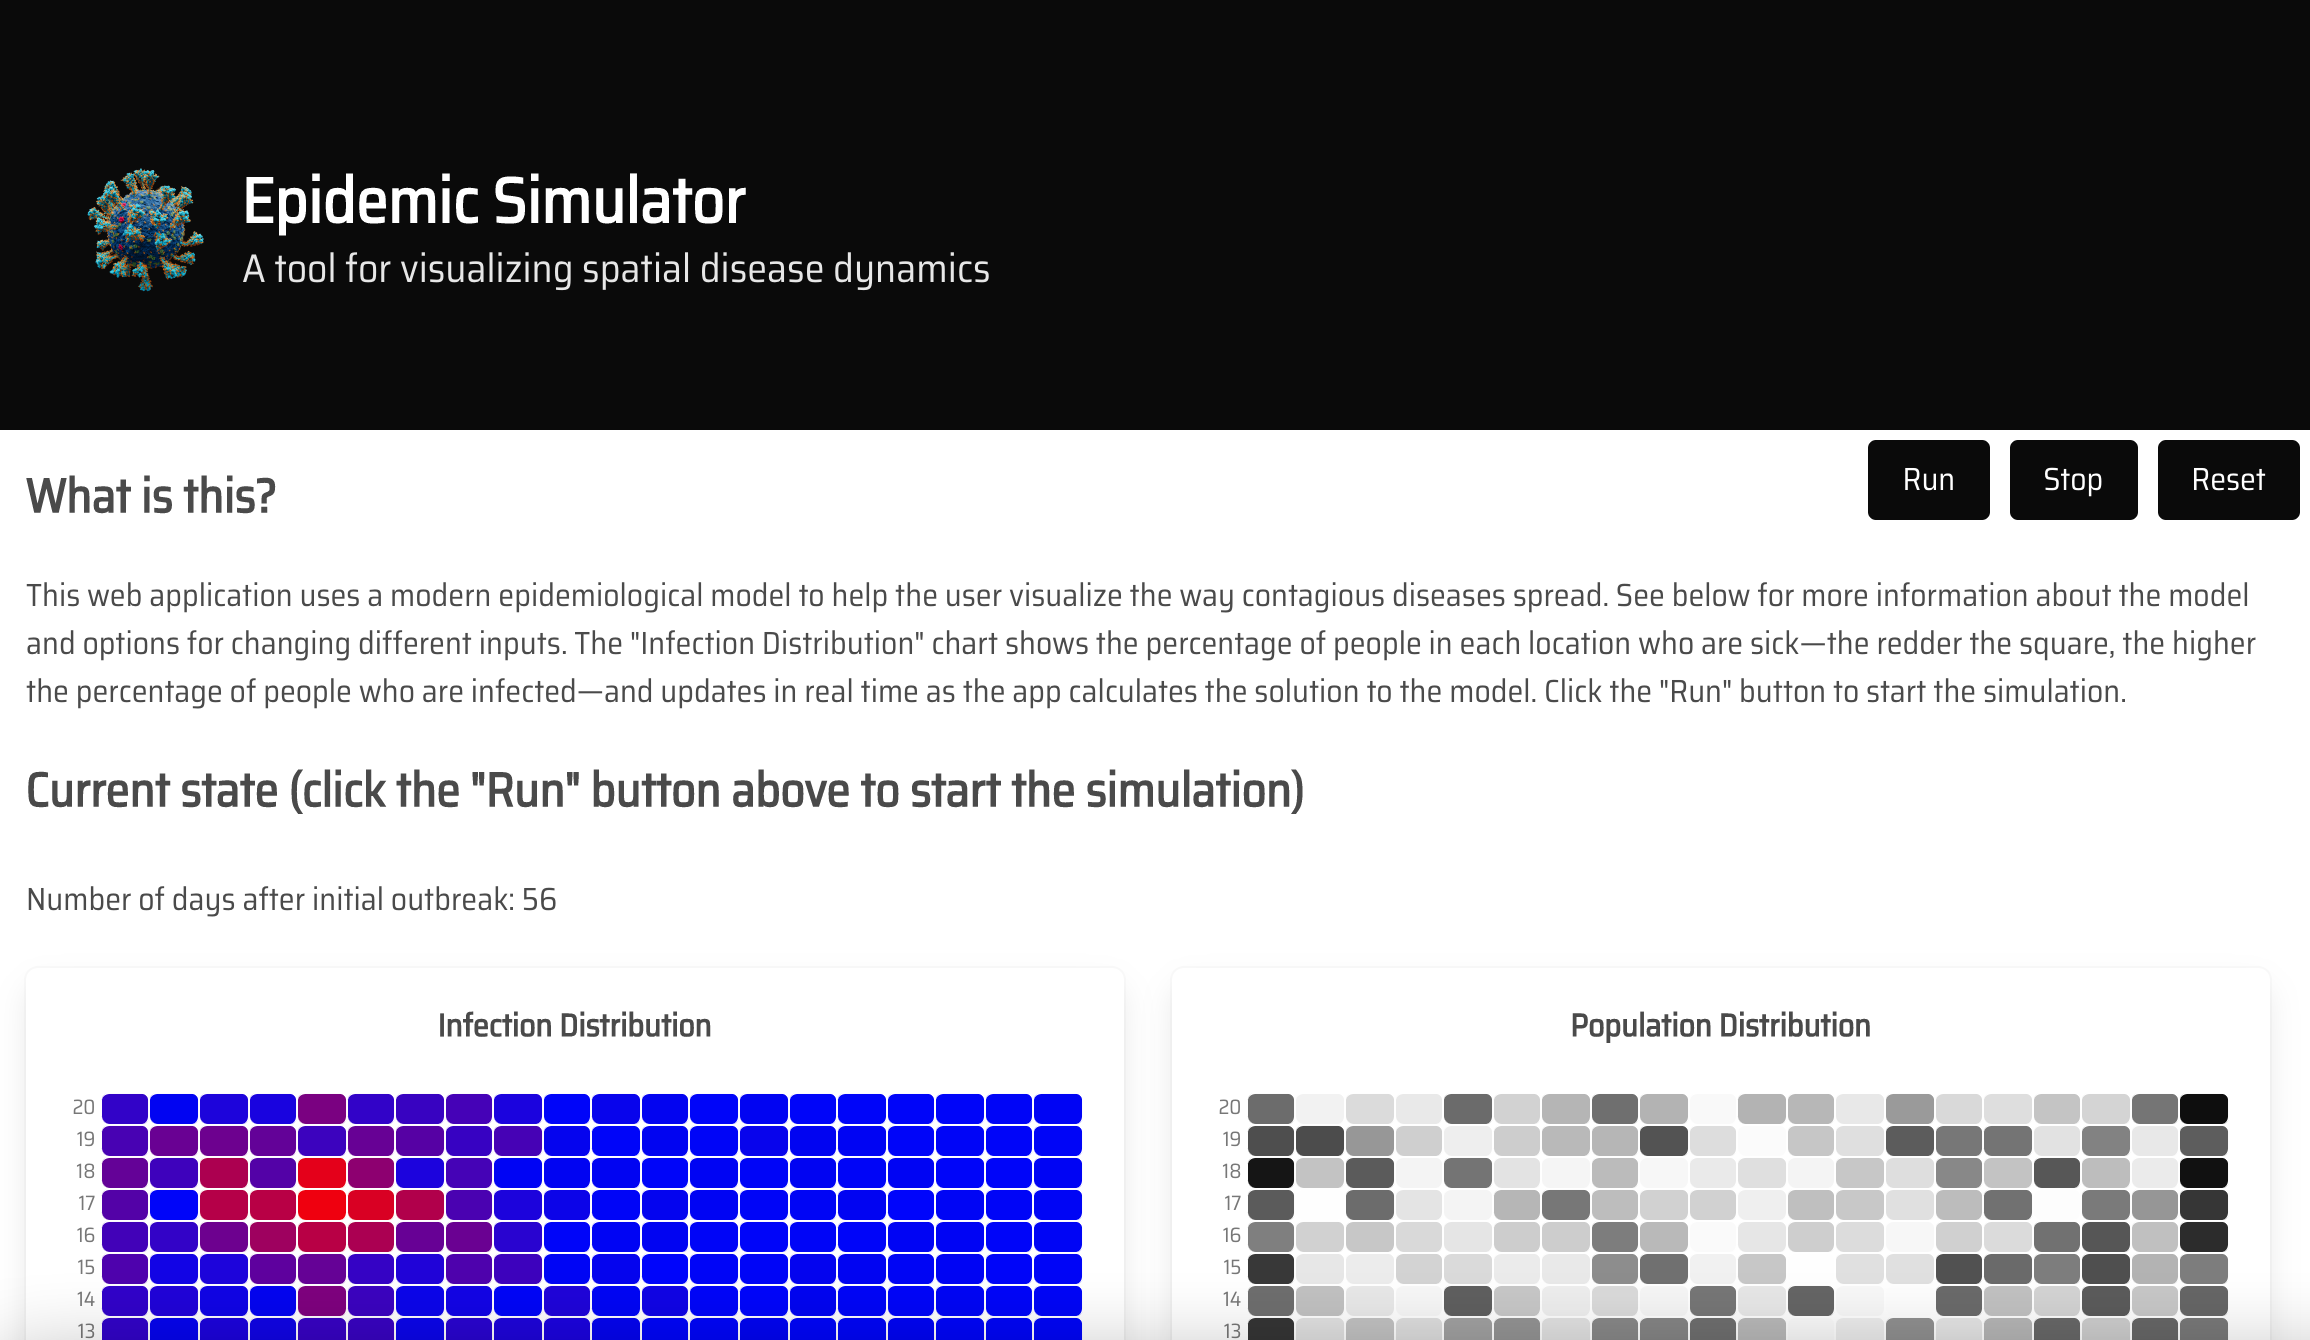 Epidemic Simulator
A tool for visualizing spatial disease dynamics
Run
Stop
Reset
What is this?
This web application uses a modern epidemiological model to help the user visualize the way contagious diseases spread. See below for more information about the model
and options for changing different inputs. The "Infection Distribution" chart shows the percentage of people in each location who are sick—the redder the square, the higher
the percentage of people who are infected—and updates in real time as the app calculates the solution to the model. Click the "Run" button to start the simulation.
Current state (click the "Run" button above to start the simulation)
Number of days after initial outbreak: 56
Infection Distribution
20
19
18
17
16
15
14
13
Population Distribution
20
19
18
17
16
15
14
13